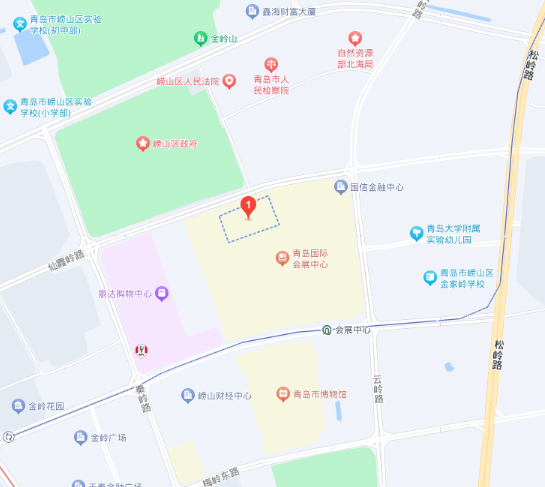 鑫海财富大厦
岭路
青岛市崂山区实验
学校(初中部)
金岭山
自然资源
部北海局
松岭路
崂山区人民法院
青岛市人
民检察院
青岛市崂山区实验
学校(小学部)
崂山区政府
国信金融中心
1
青岛大学附属
实验幼儿园
仙霞岭路
青岛国际
会展中心
青岛市崂山区
金家岭学校
丽达购物中心
会展中心
松岭路
秦岭路
崂山财经中心
青岛市博物馆
云岭路
金岭花园
金岭广场
梅岭东路